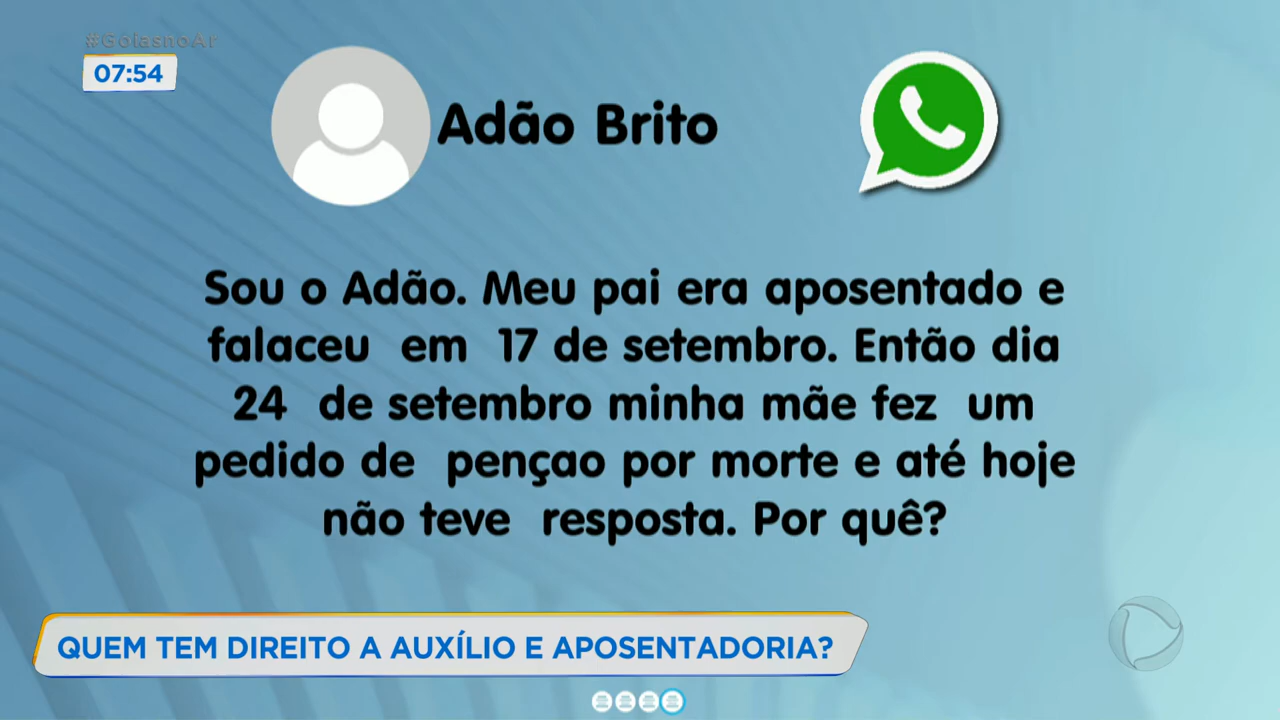 #GoiásnoAr
07:54
Adão Brito
Sou o Adão. Meu pai era aposentado e
falaceu em 17 de setembro. Então dia
24 de setembro minha mãe fez um
pedido de pençao por morte e até hoje
não teve resposta. Por quê?
QUEM TEM DIREITO A AUXÍLIO E APOSENTADORIA?